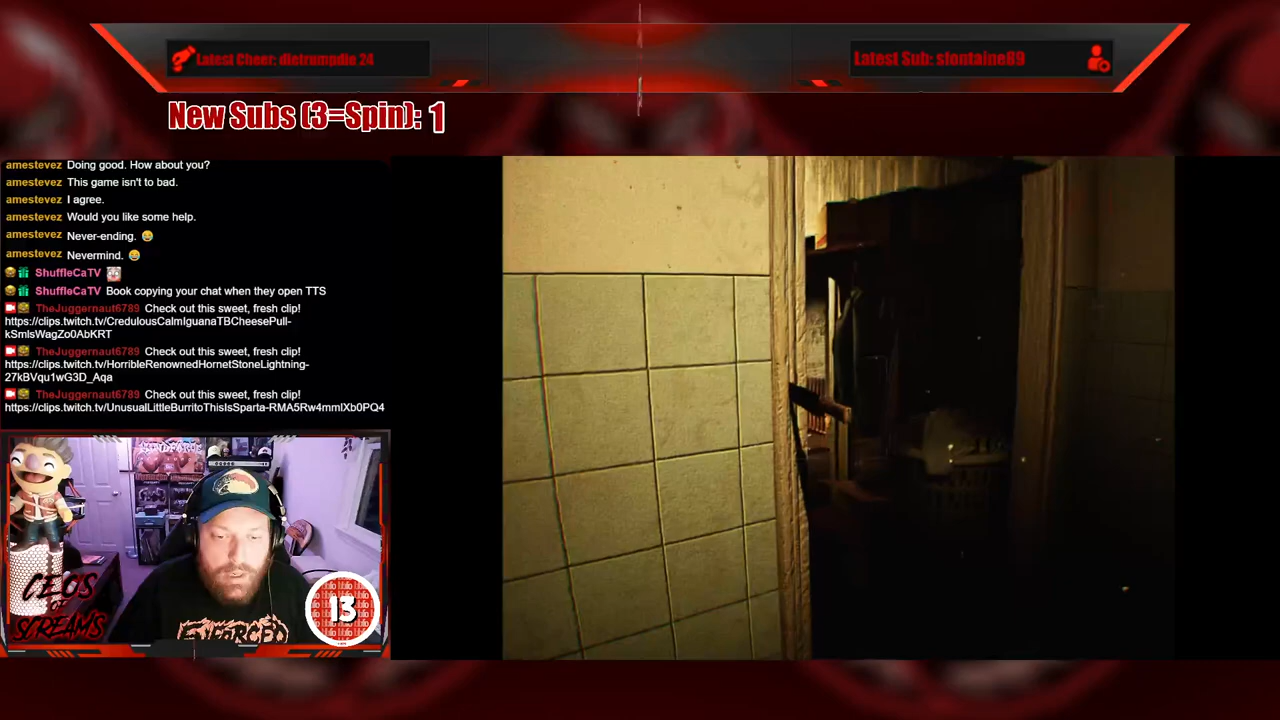 Latest Cheer: dietrumpdie 24
Latest Sub: sfontaine89
New Subs (3=Spin): 1
amestevez Doing good. How about you?
amestevez This game isn't to bad.
amestevez I agree.
amestevez Would you like some help.
amestevez Never-ending. 😂
amestevez Nevermind. 😂
ShuffleCaTV
ShuffleCaTV Book copying your chat when they open TTS
TheJuggernaut6789 Check out this sweet, fresh clip!
https://clips.twitch.tv/CredulousCalmIguanaTBCheesePull-
kSmlsWagZo0AbKRT
TheJuggernaut6789 Check out this sweet, fresh clip!
https://clips.twitch.tv/HorribleRenownedHornetStoneLightning-
27kBVqu1wG3D_Aqa
TheJuggernaut6789 Check out this sweet, fresh clip!
https://clips.twitch.tv/UnusualLittleBurritoThisIsSparta-RMA5Rw4mmlXb0PQ4
CEO'S
OF
SCREAMS
ENFORCED
13